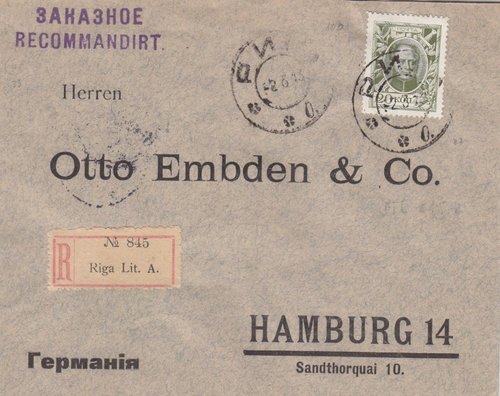 ЗАКАЗНОЕ
RECOMMANDIRT.
Herren
Otto Embden & Co.
№ 845
R
Riga Lit. A.
HAMBURG 14
Sandthorquai 10.
Германія